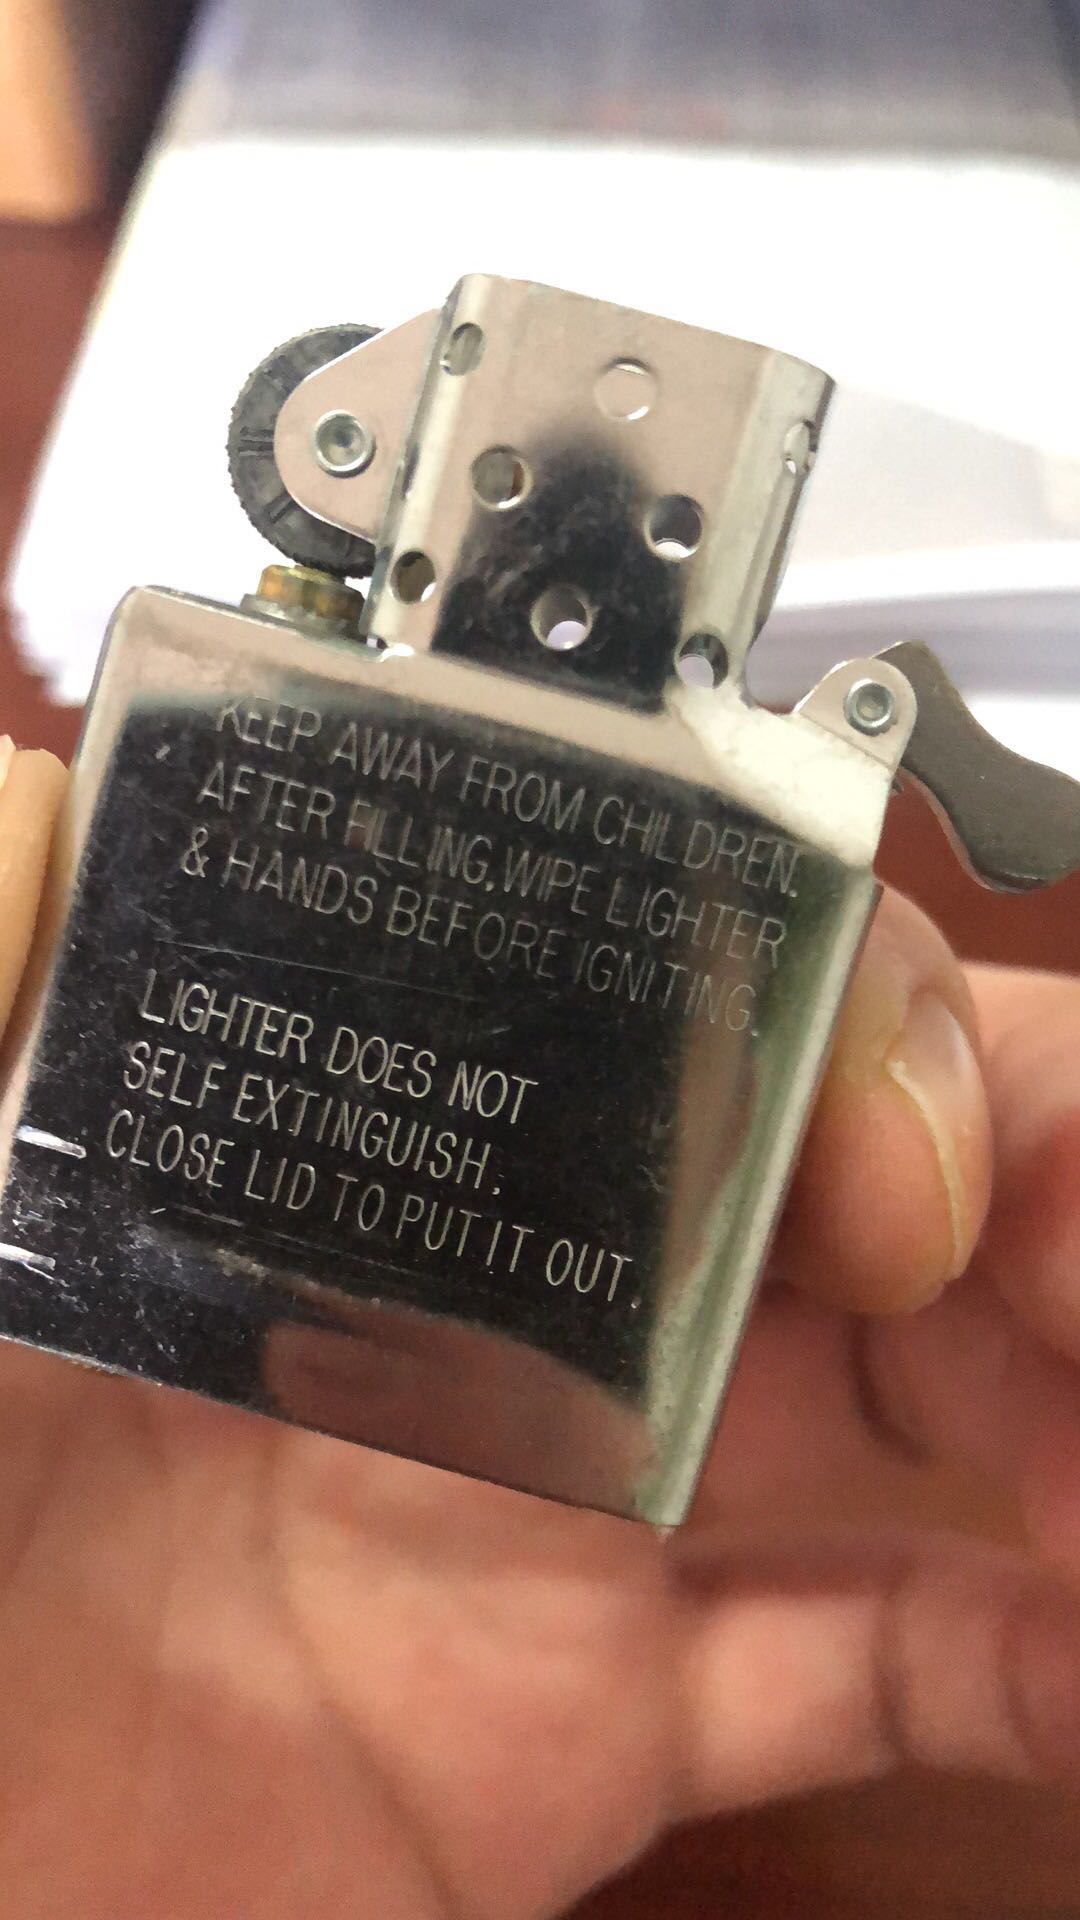 KEEP AWAY FROM CHILDREN.
AFTER FILLING, WIPE LIGHTER
& HANDS BEFORE IGNITING.
LIGHTER DOES NOT
SELF EXTINGUISH.
CLOSE LID TO PUT IT OUT.